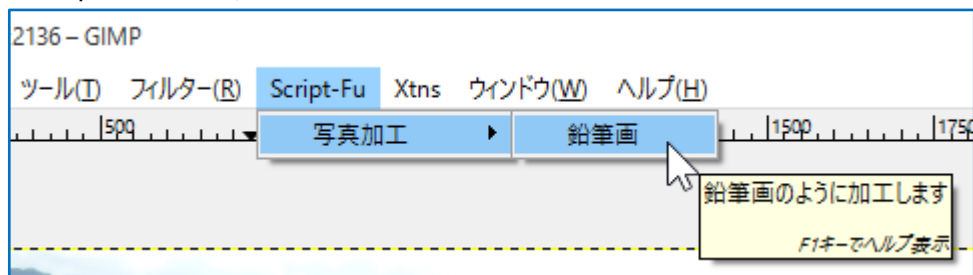 2136 – GIMP
ツール(T) フィルター(R) Script-Fu Xtns ウィンドウ(W) ヘルプ(H)
500 1500 1750
写真加工 鉛筆画
鉛筆画のように加工します
F1キーでヘルプ表示